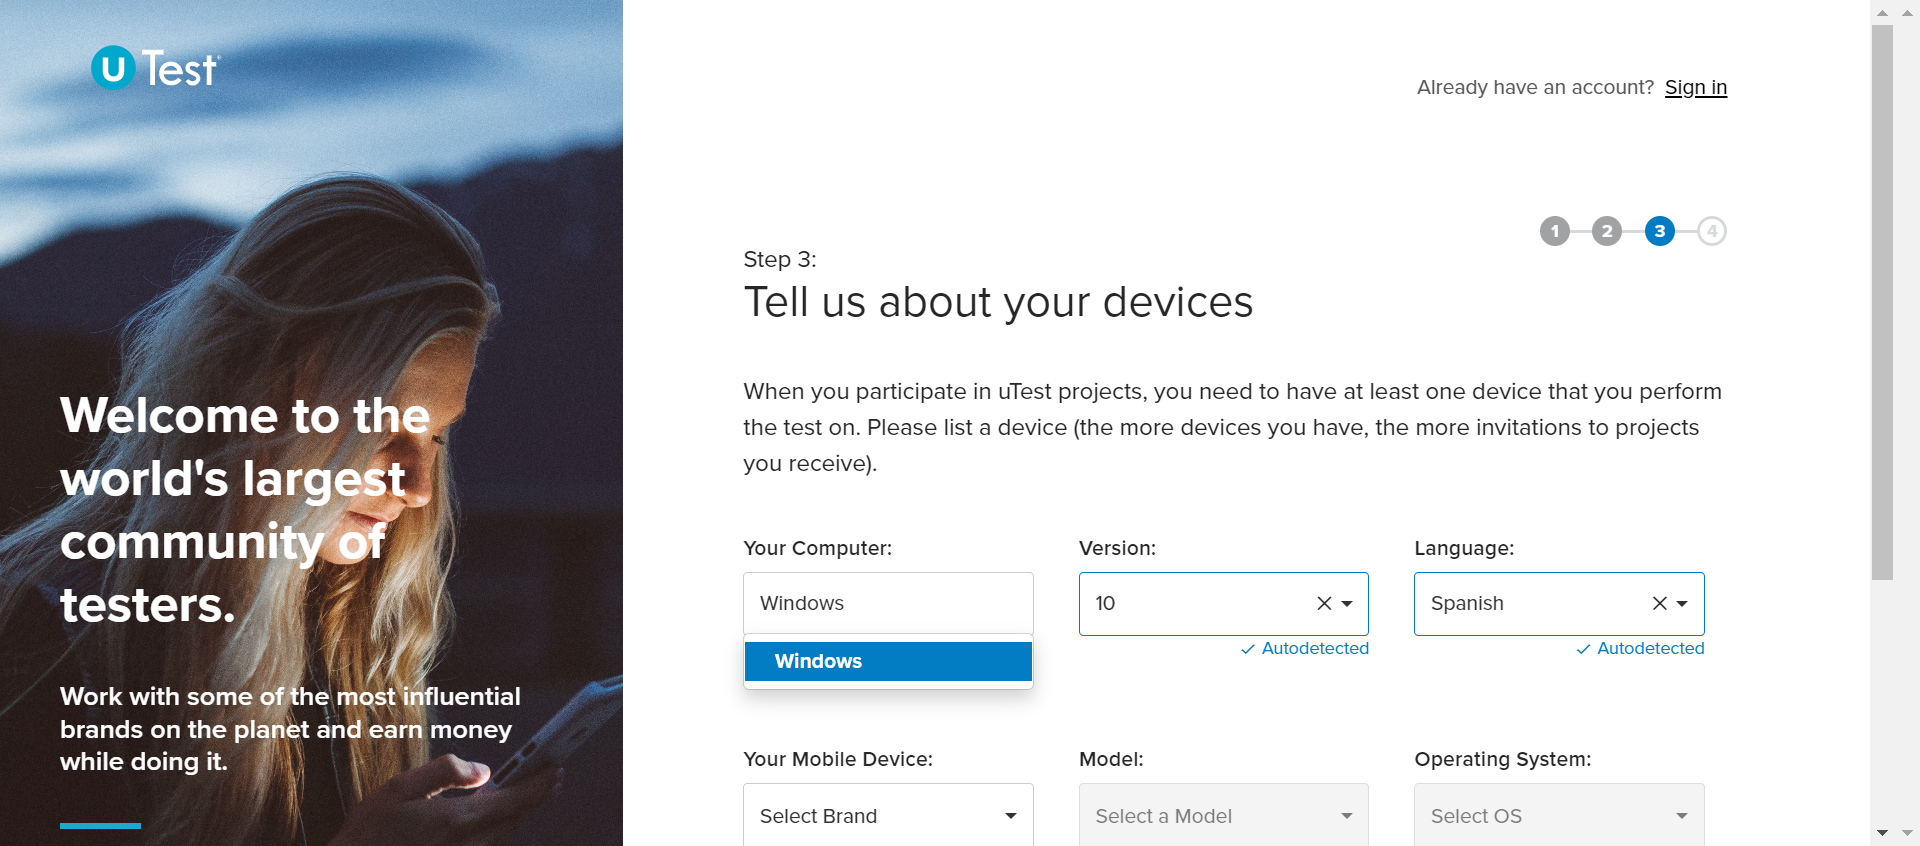 u Test
Already have an account? Sign in
1 2 3 4
Step 3:
Tell us about your devices
When you participate in uTest projects, you need to have at least one device that you perform
the test on. Please list a device (the more devices you have, the more invitations to projects
you receive).
Your Computer: Version: Language:
Windows 10 Spanish
Autodetected Autodetected
Windows
Your Mobile Device: Model: Operating System:
Select Brand Select a Model Select OS
Welcome to the
world's largest
community of
testers.
Work with some of the most influential
brands on the planet and earn money
while doing it.